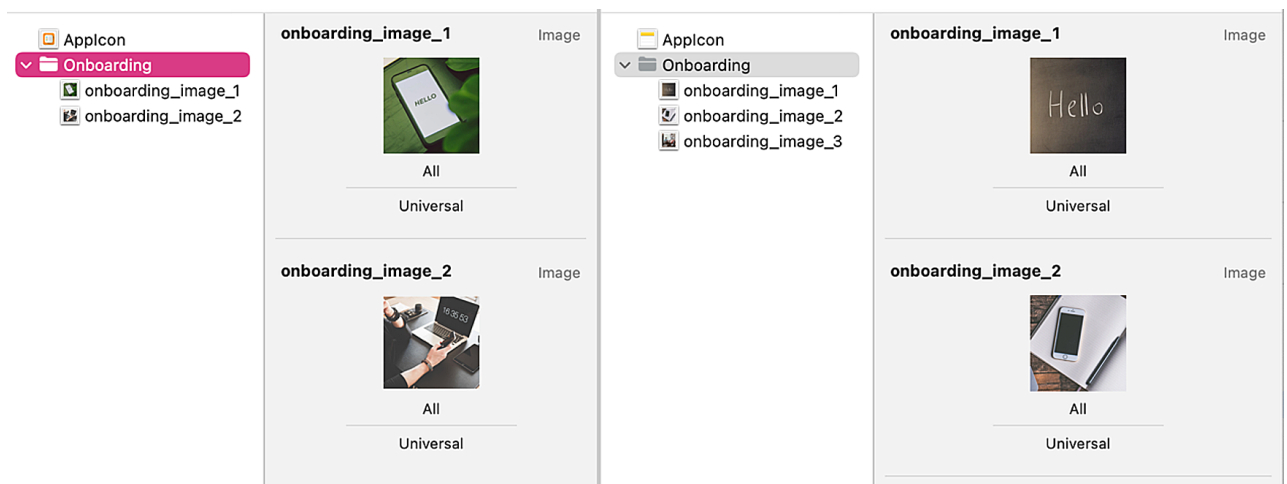 AppIcon
Onboarding
onboarding_image_1
onboarding_image_2
onboarding_image_1 Image
HELLO
All
Universal
onboarding_image_2 Image
16 35 53
All
Universal
AppIcon
Onboarding
onboarding_image_1
onboarding_image_2
onboarding_image_3
onboarding_image_1 Image
Hello
All
Universal
onboarding_image_2 Image
All
Universal